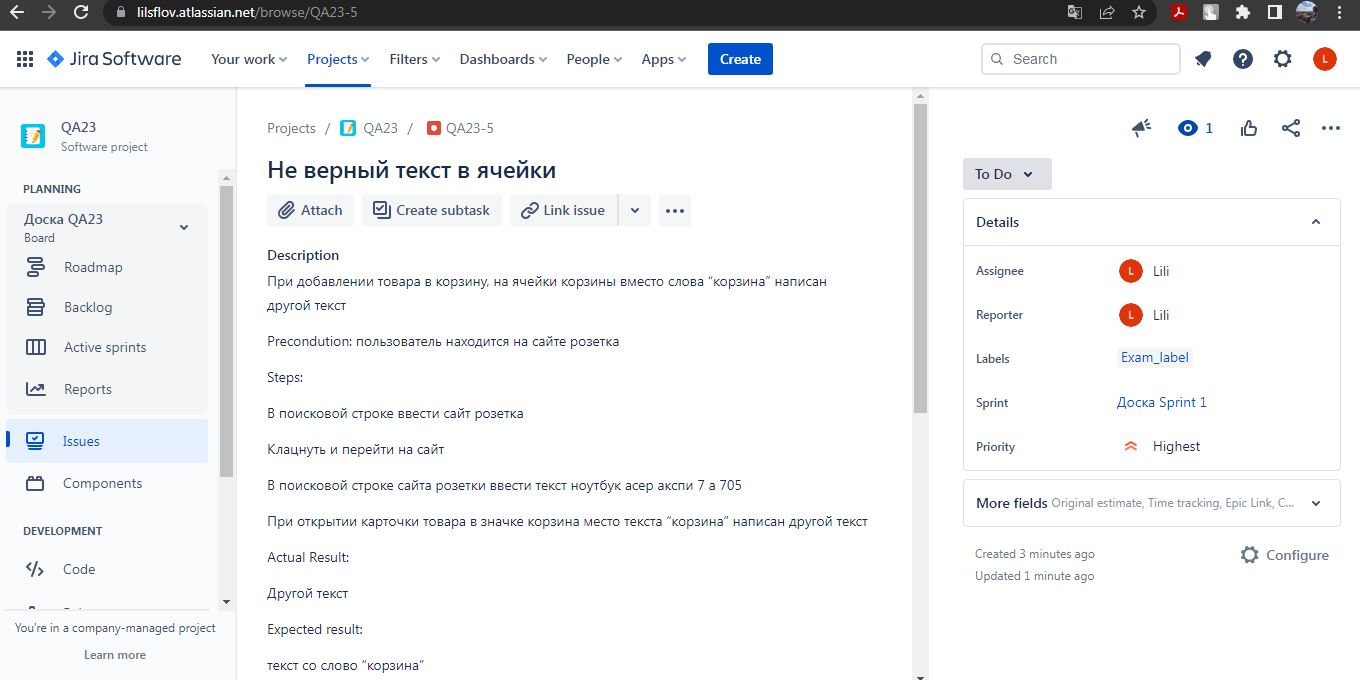 lilsflov.atlassian.net/browse/QA23-5
Jira Software
Your work
Projects
Filters
Dashboards
People
Apps
Create
Search
L
QA23
Software project
PLANNING
Доска QA23
Board
Roadmap
Backlog
Active sprints
Reports
Issues
Components
DEVELOPMENT
Code
You're in a company-managed project
Learn more
Projects / QA23 / QA23-5
Не верный текст в ячейки
Attach
Create subtask
Link issue
Description
При добавлении товара в корзину, на ячейки корзины вместо слова “корзина” написан
другой текст
Precondution: пользователь находится на сайте розетка
Steps:
В поисковой строке ввести сайт розетка
Клацнуть и перейти на сайт
В поисковой строке сайта розетки ввести текст ноутбук асер акспи 7 а 705
При открытии карточки товара в значке корзина место текста “корзина” написан другой текст
Actual Result:
Другой текст
Expected result:
текст со слово “корзина”
1
To Do
Details
Assignee
L Lili
Reporter
L Lili
Labels
Exam_label
Sprint
Доска Sprint 1
Priority
Highest
More fields Original estimate, Time tracking, Epic Link, C...
Created 3 minutes ago
Updated 1 minute ago
Configure